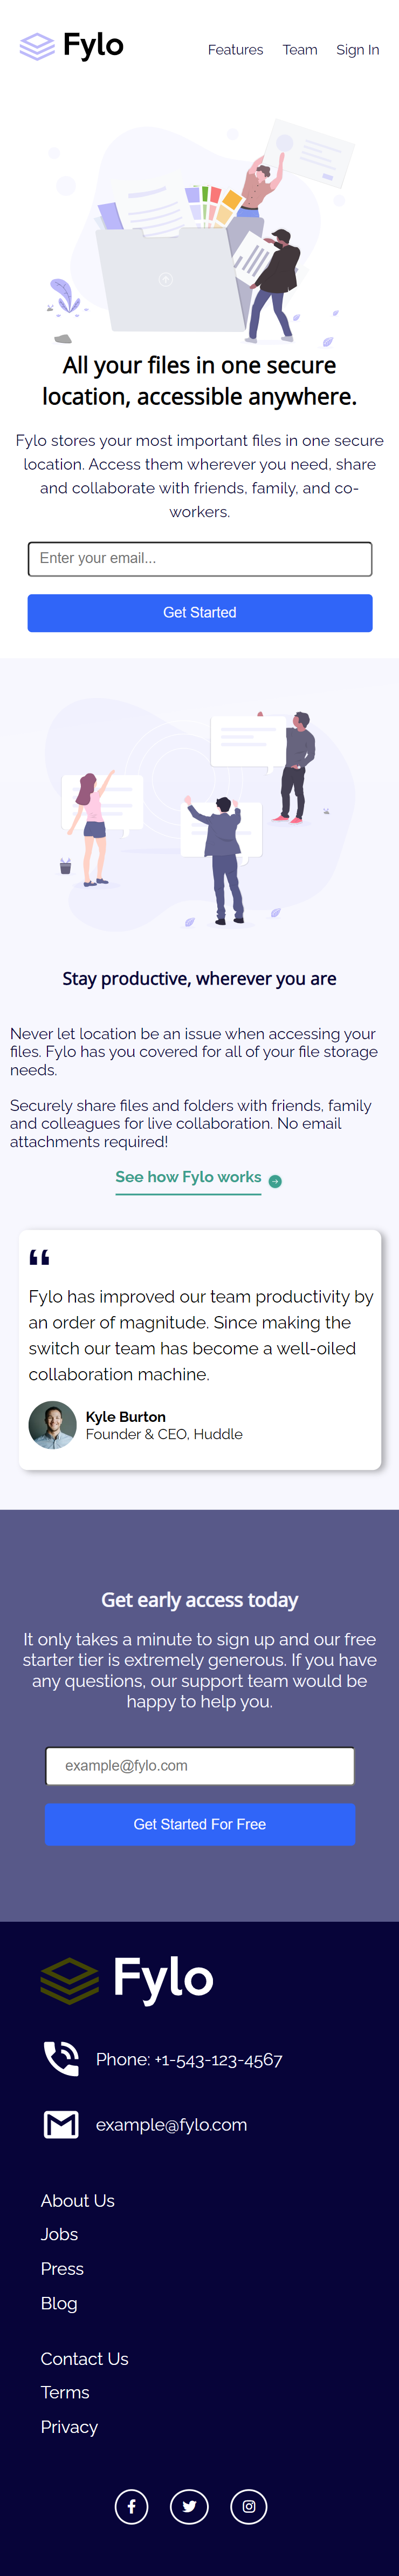 Fylo
Features Team Sign In
All your files in one secure
location, accessible anywhere.
Fylo stores your most important files in one secure
location. Access them wherever you need, share
and collaborate with friends, family, and co-
workers.
Enter your email...
Get Started
Stay productive, wherever you are
Never let location be an issue when accessing your
files. Fylo has you covered for all of your file storage
needs.
Securely share files and folders with friends, family
and colleagues for live collaboration. No email
attachments required!
See how Fylo works
“
Fylo has improved our team productivity by
an order of magnitude. Since making the
switch our team has become a well-oiled
collaboration machine.
Kyle Burton
Founder & CEO, Huddle
Get early access today
It only takes a minute to sign up and our free
starter tier is extremely generous. If you have
any questions, our support team would be
happy to help you.
example@fylo.com
Get Started For Free
Fylo
Phone: +1-543-123-4567
example@fylo.com
About Us
Jobs
Press
Blog
Contact Us
Terms
Privacy